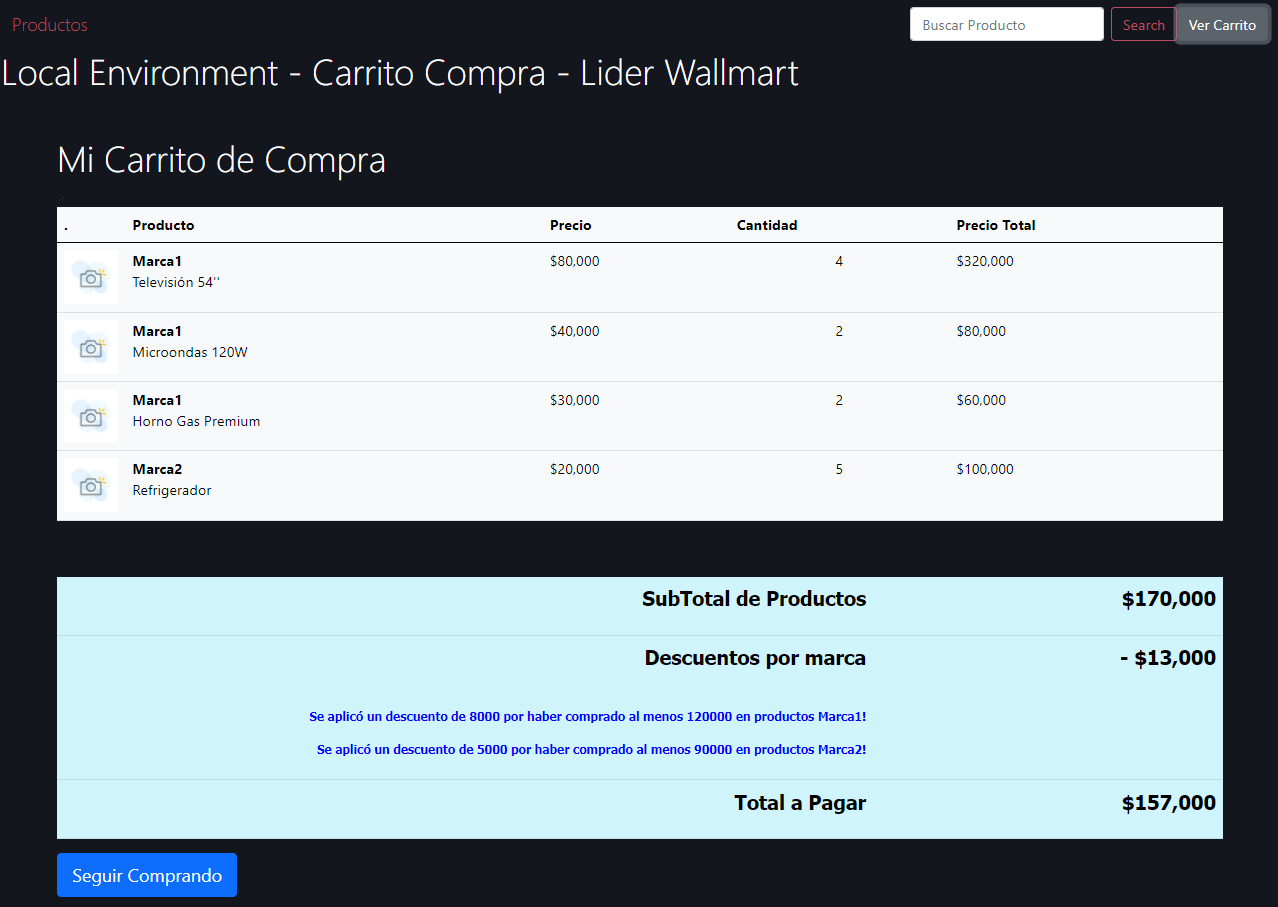 Productos
Buscar Producto
Search
Ver Carrito
Local Environment - Carrito Compra - Lider Wallmart
Mi Carrito de Compra
. Producto Precio Cantidad Precio Total
Marca1 $80,000 4 $320,000
Televisión 54''
Marca1 $40,000 2 $80,000
Microondas 120W
Marca1 $30,000 2 $60,000
Horno Gas Premium
Marca2 $20,000 5 $100,000
Refrigerador
SubTotal de Productos $170,000
Descuentos por marca - $13,000
Se aplicó un descuento de 8000 por haber comprado al menos 120000 en productos Marca1!
Se aplicó un descuento de 5000 por haber comprado al menos 90000 en productos Marca2!
Total a Pagar $157,000
Seguir Comprando